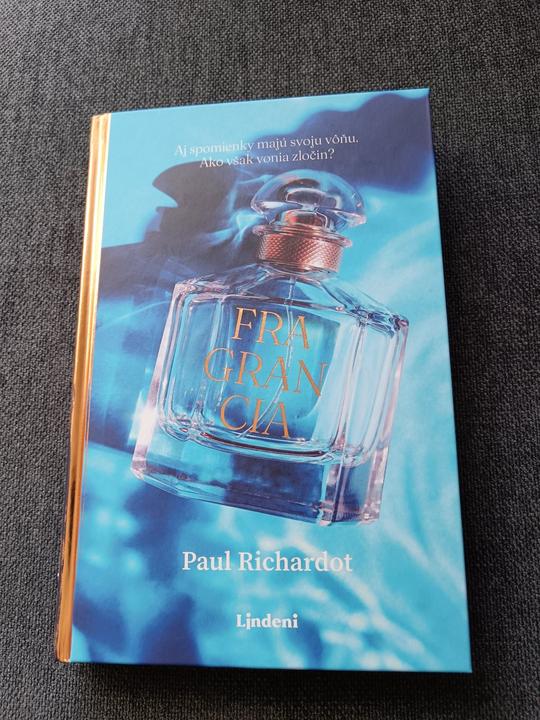 Aj spomienky majú svoju vôňu.
Ako však vonia zločin?
FRA
GRAN
CIA
Paul Richardot
Lindeni